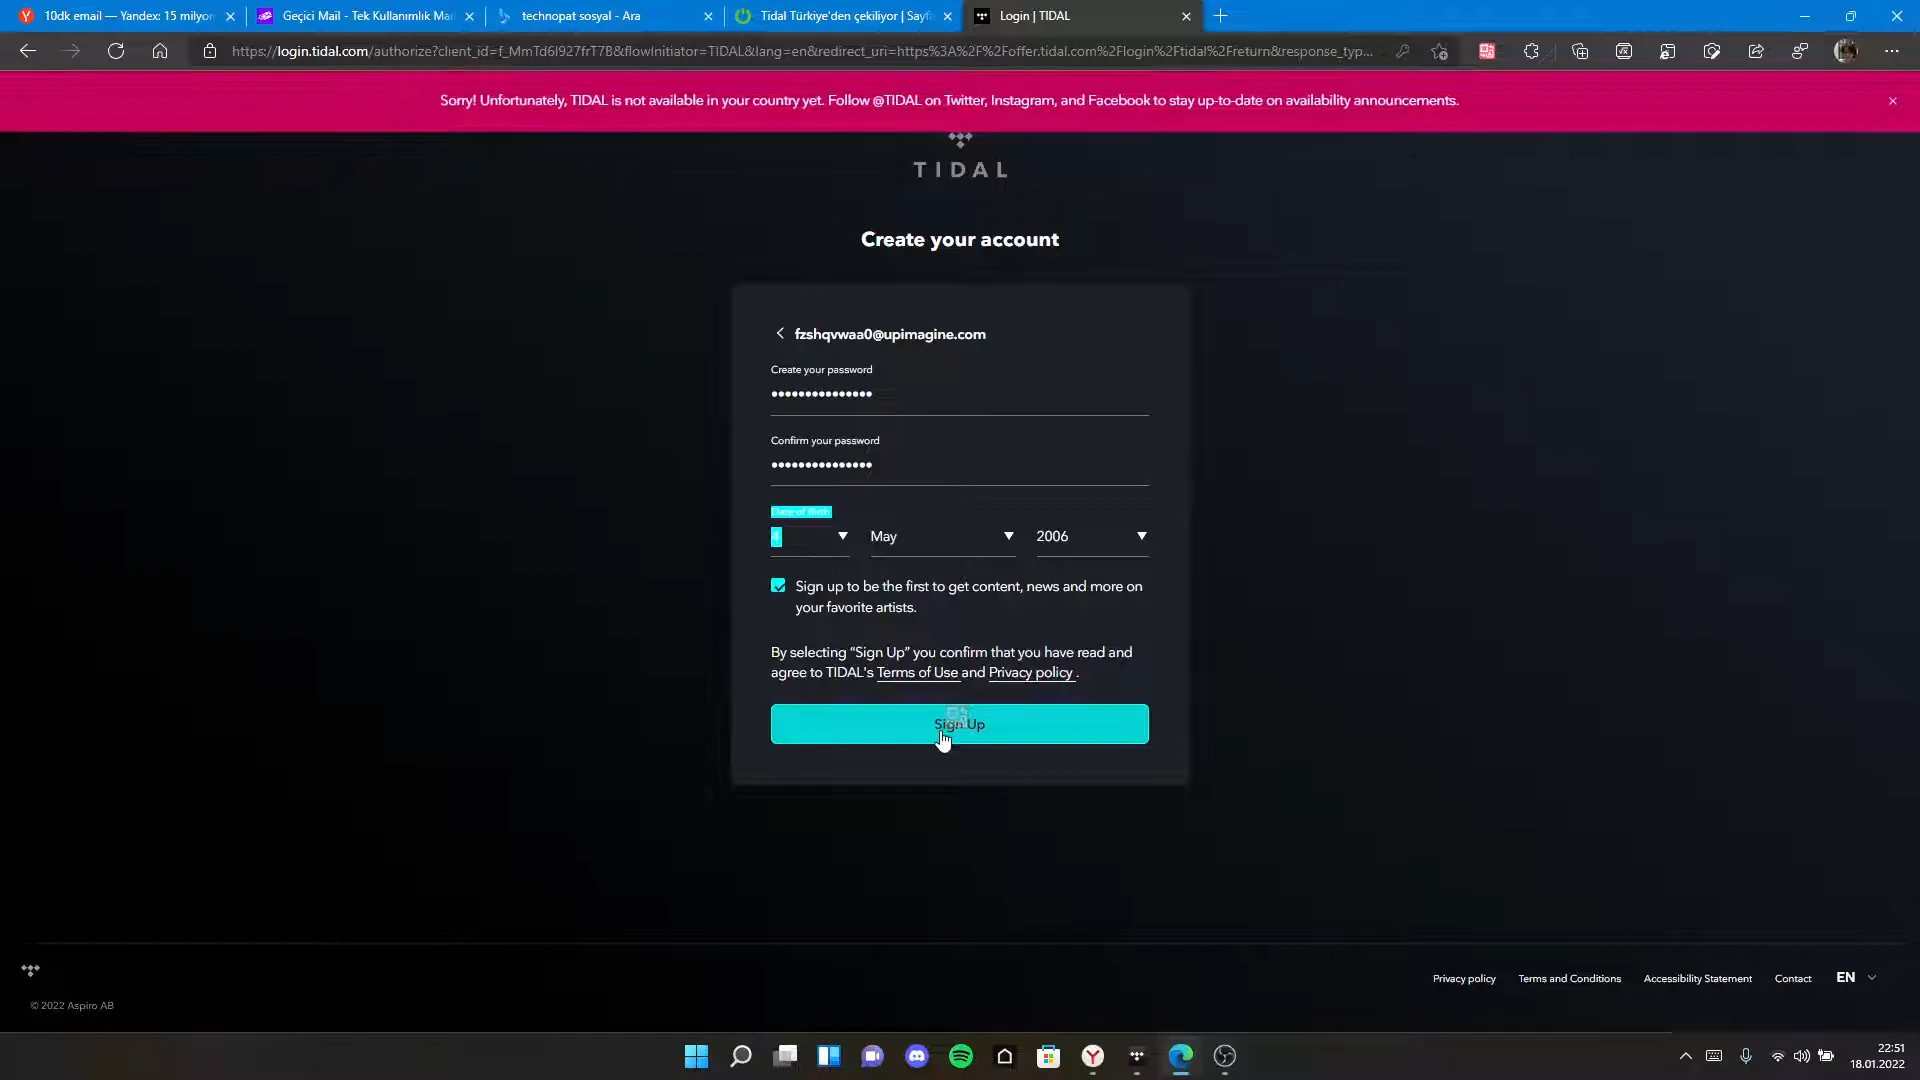 10dk email — Yandex: 15 milyon
Geçici Mail - Tek Kullanımlık Ma
technopat sosyal - Ara
Tidal Türkiye'den çekiliyor | Sayfa
Login | TIDAL
https://login.tidal.com/authorize?client_id=f_MmTd6I927frT7B&flowInitiator=TIDAL&lang=en&redirect_uri=https%3A%2F%2Foffer.tidal.com%2Flogin%2Ftidal%2Freturn&response_typ...
Sorry! Unfortunately, TIDAL is not available in your country yet. Follow @TIDAL on Twitter, Instagram, and Facebook to stay up-to-date on availability announcements.
TIDAL
Create your account
fzshqvwaa0@upimagine.com
Create your password
Confirm your password
Date of Birth
4 May 2006
Sign up to be the first to get content, news and more on
your favorite artists.
By selecting “Sign Up” you confirm that you have read and
agree to TIDAL's Terms of Use and Privacy policy .
Sign Up
Privacy policy Terms and Conditions Accessibility Statement Contact EN
© 2022 Aspiro AB
22:51
18.01.2022